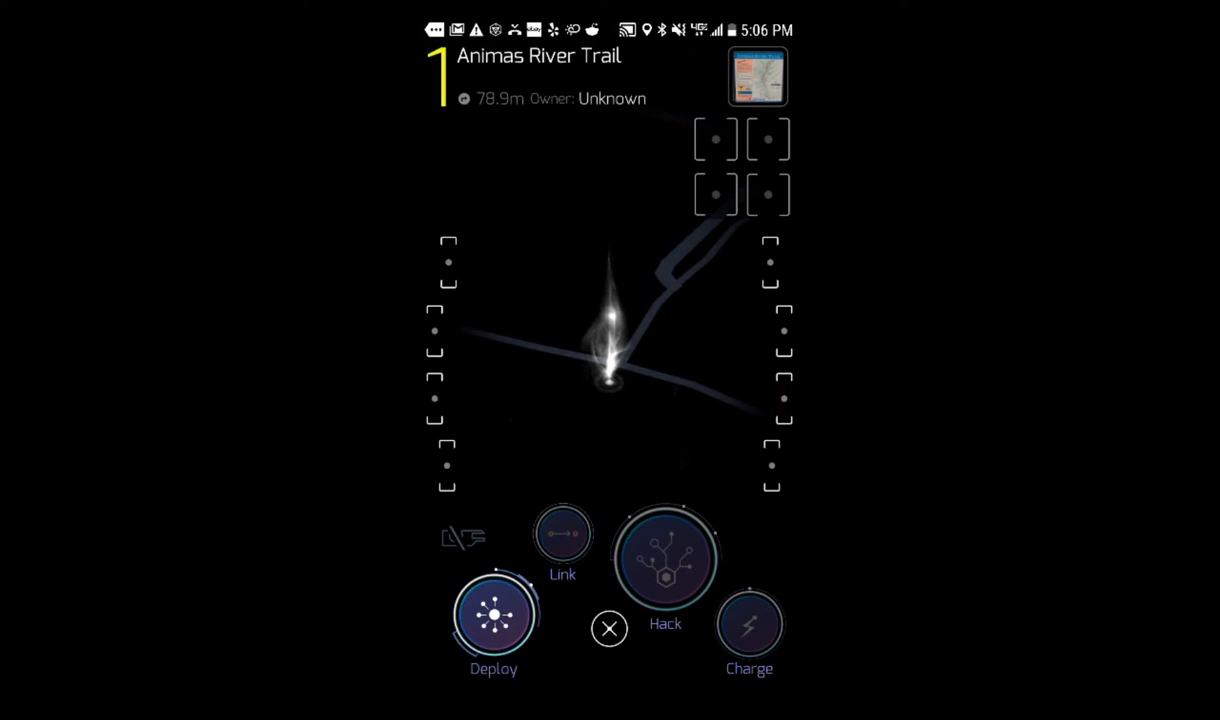 5:06 PM
1 Animas River Trail
78.9m Owner: Unknown
Link
Hack
Deploy
Charge